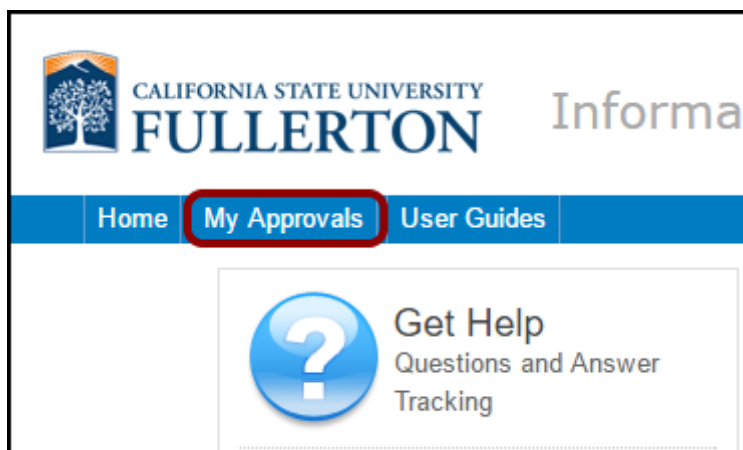 CALIFORNIA STATE UNIVERSITY
FULLERTON
Informa
Home My Approvals User Guides
?
Get Help
Questions and Answer
Tracking